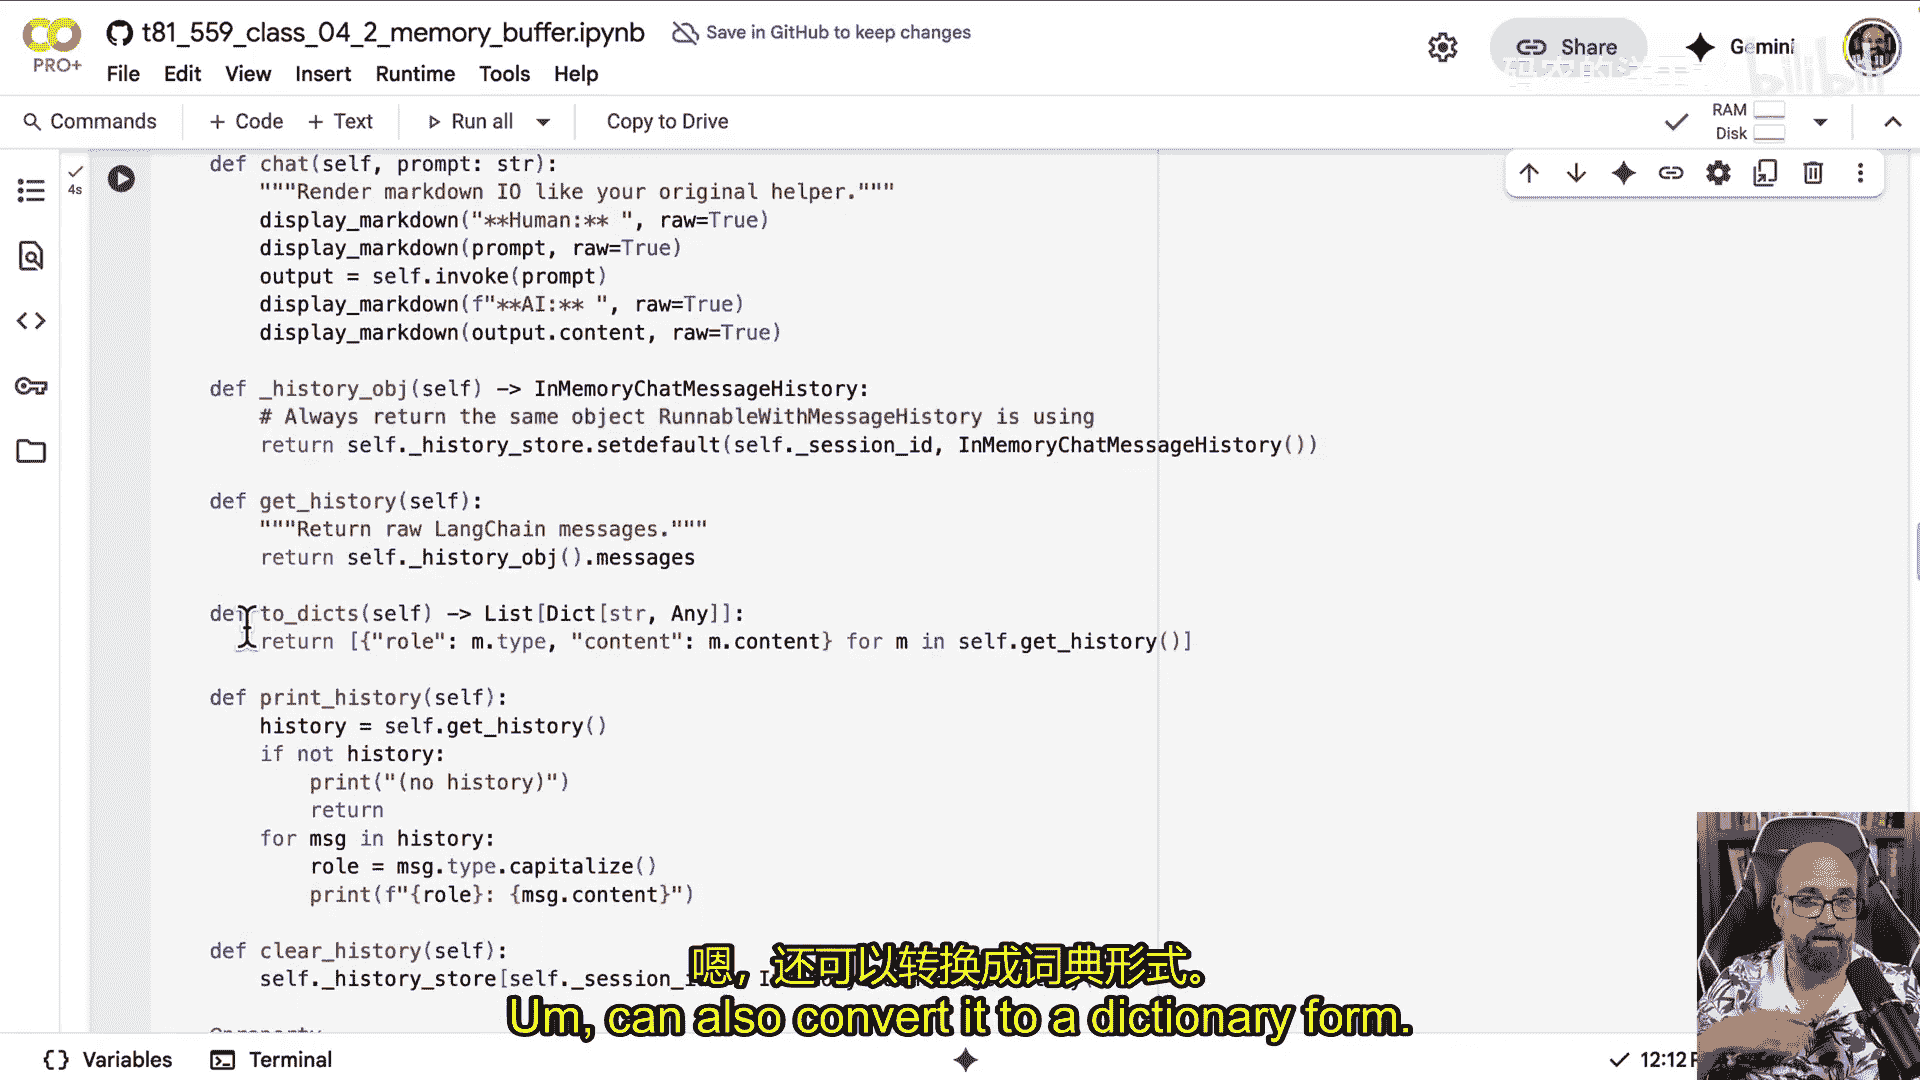 t81_559_class_04_2_memory_buffer.ipynb
Save in GitHub to keep changes
Share
Gemini
PRO+
File Edit View Insert Runtime Tools Help
Commands
+ Code + Text
Run all
Copy to Drive
RAM
Disk
4s
def chat(self, prompt: str):
"""Render markdown IO like your original helper."""
display_markdown("**Human:** ", raw=True)
display_markdown(prompt, raw=True)
output = self.invoke(prompt)
display_markdown(f"**AI:** ", raw=True)
display_markdown(output.content, raw=True)
def _history_obj(self) -> InMemoryChatMessageHistory:
# Always return the same object RunnableWithMessageHistory is using
return self._history_store.setdefault(self._session_id, InMemoryChatMessageHistory())
def get_history(self):
"""Return raw LangChain messages."""
return self._history_obj().messages
def to_dicts(self) -> List[Dict[str, Any]]:
return [{"role": m.type, "content": m.content} for m in self.get_history()]
def print_history(self):
history = self.get_history()
if not history:
print("(no history)")
return
for msg in history:
role = msg.type.capitalize()
print(f"{role}: {msg.content}")
def clear_history(self):
self._history_store[self._session_i
嗯，还可以转换成词典形式。
Um, can also convert it to a dictionary form.
Variables
Terminal
12:12